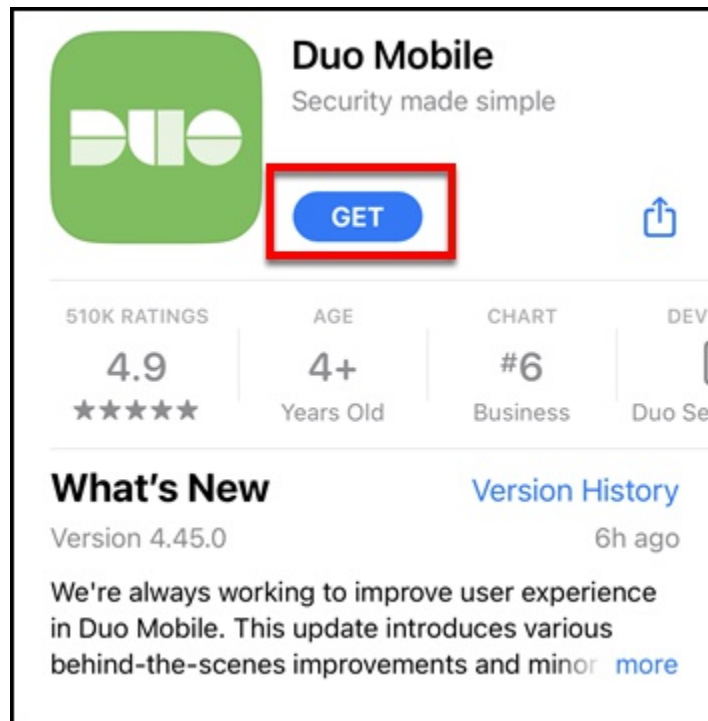 DUO
Duo Mobile
Security made simple
GET
510K RATINGS
4.9
★★★★★
AGE
4+
Years Old
CHART
#6
Business
DEV
Duo Se
What's New
Version History
Version 4.45.0
6h ago
We're always working to improve user experience
in Duo Mobile. This update introduces various
behind-the-scenes improvements and minor more